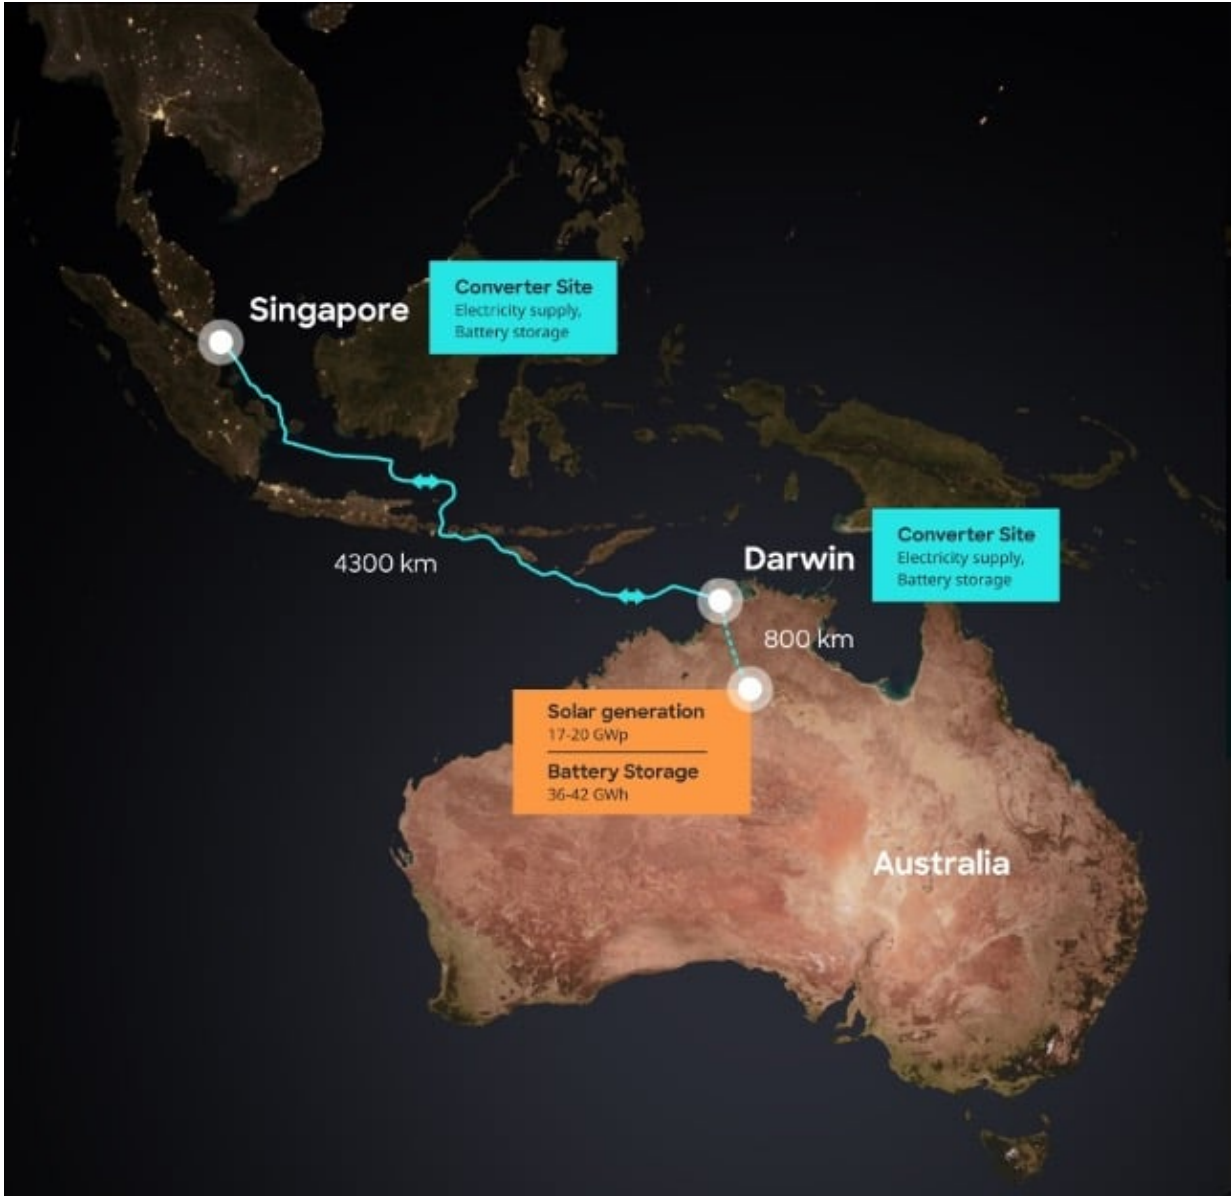 Singapore
Converter Site
Electricity supply,
Battery storage
4300 km
Darwin
Converter Site
Electricity supply,
Battery storage
800 km
Solar generation
17-20 GWp
Battery Storage
36-42 GWh
Australia